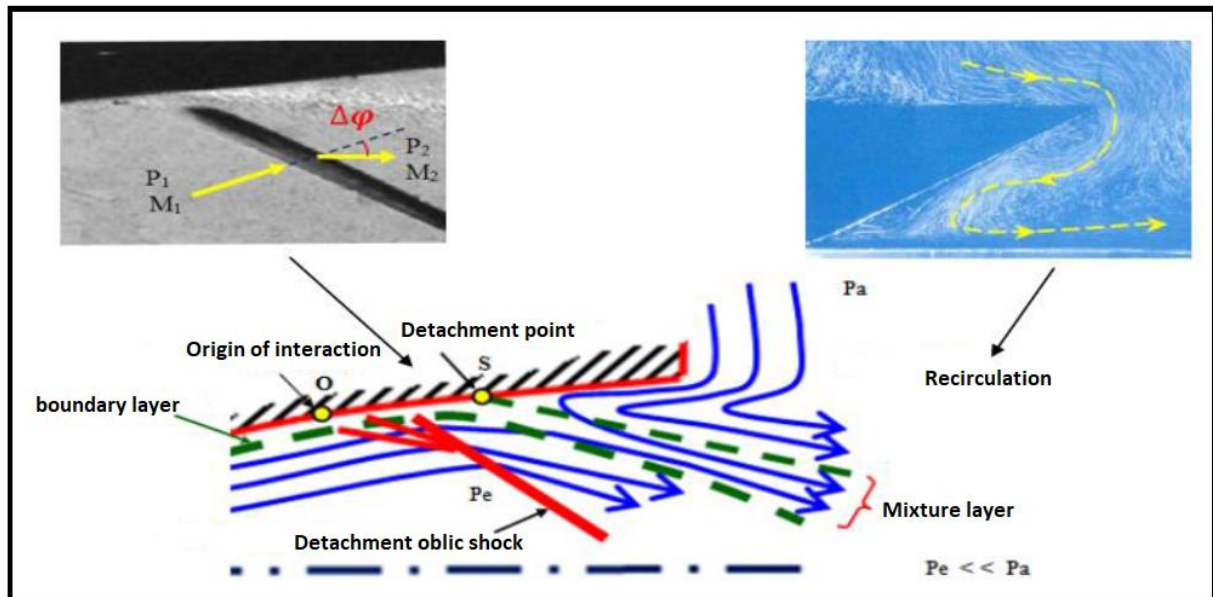 Δφ
P₂
M₂
P₁
M₁
Pa
Detachment point
Origin of interaction
S
O
Recirculation
boundary layer
Pe
Mixture layer
Detachment oblic shock
Pe << Pa